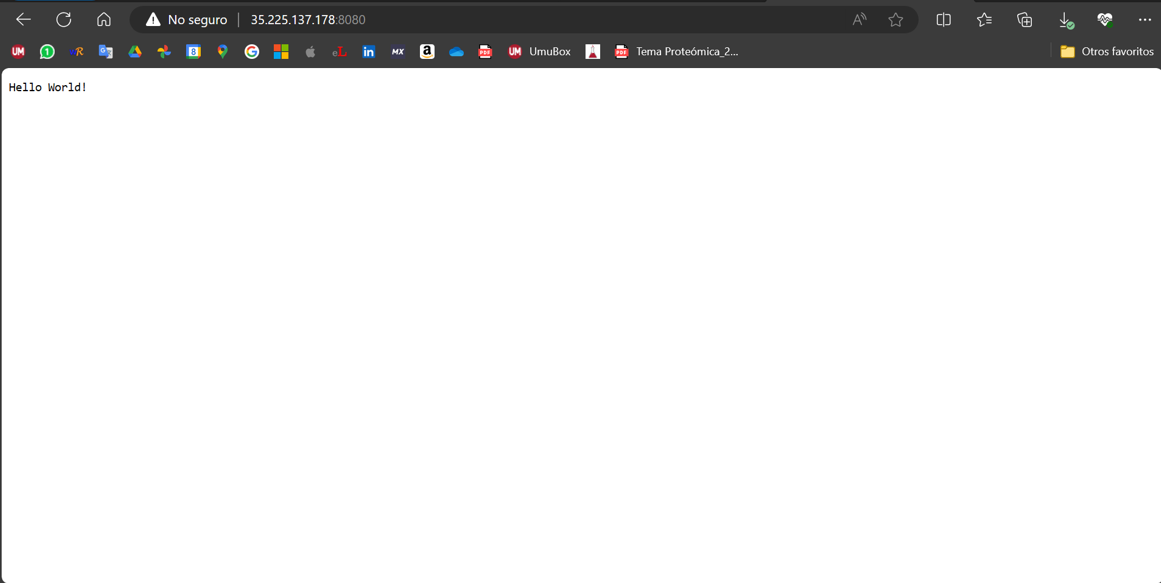 No seguro | 35.225.137.178:8080
UM 1 R 8 G eL in MX a PDF UM UmuBox PDF Tema Proteómica_2... Otros favoritos
Hello World!